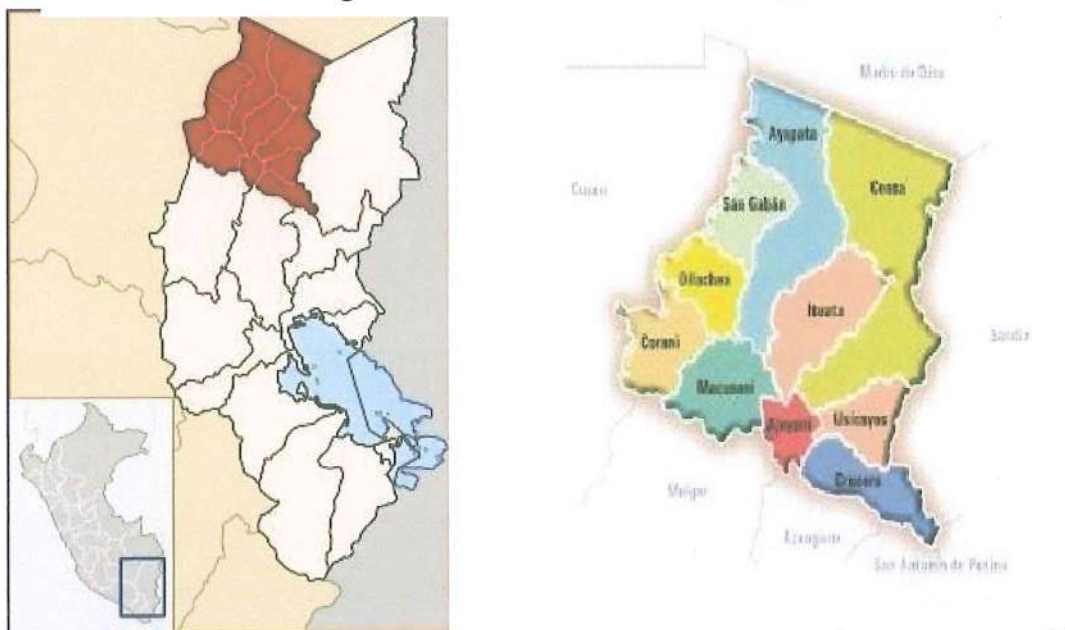 Madre de Dios
Ayapata
Coasa
Cusco
San Gabán
Ollachea
Ituata
Sandia
Corani
Macusani
Ajoyani
Usicayos
Crucero
Melgar
Azangaro
San Antonio de Putina